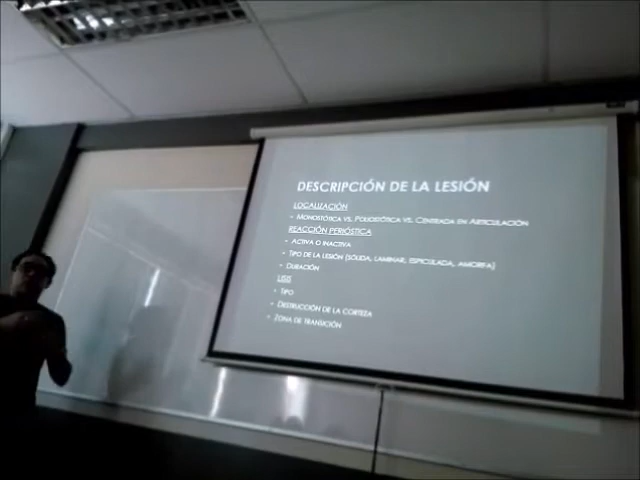 DESCRIPCIÓN DE LA LESIÓN
LOCALIZACIÓN
- MONOSTÓTICA VS. POLIOSTÓTICA VS. CENTRADA EN ARTICULACIÓN
REACCIÓN PERIÓSTICA
- ACTIVA O INACTIVA
- TIPO DE LA LESIÓN (SÓLIDA, LAMINAR, ESPICULADA, AMORFA)
- DURACIÓN
LISIS
- TIPO
- DESTRUCCIÓN DE LA CORTEZA
- ZONA DE TRANSICIÓN